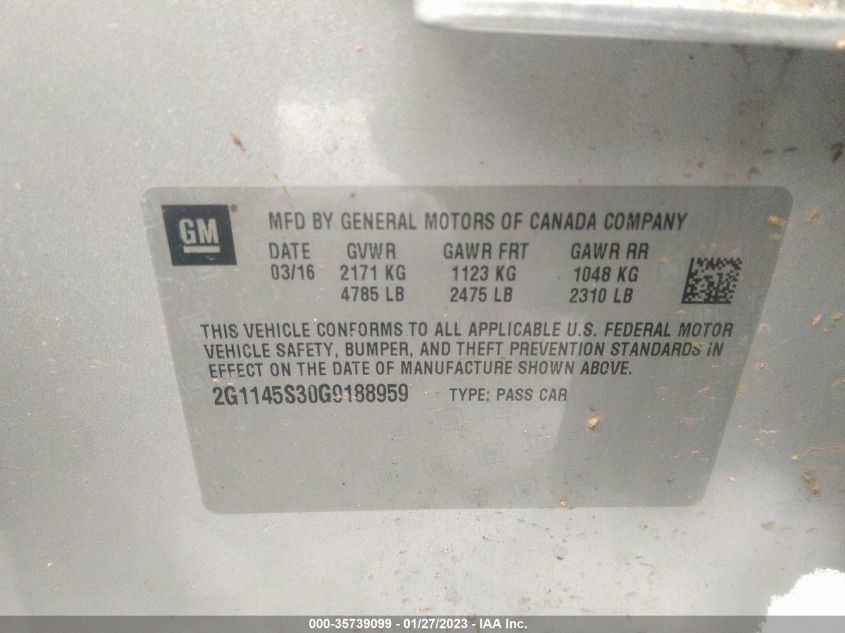 GM
MFD BY GENERAL MOTORS OF CANADA COMPANY
DATE GVWR GAWR FRT GAWR RR
03/16 2171 KG 1123 KG 1048 KG
4785 LB 2475 LB 2310 LB
THIS VEHICLE CONFORMS TO ALL APPLICABLE U.S. FEDERAL MOTOR
VEHICLE SAFETY, BUMPER, AND THEFT PREVENTION STANDARDS IN
EFFECT ON THE DATE OF MANUFACTURE SHOWN ABOVE.
2G1145S30G9188959 TYPE: PASS CAR
000-35739099 - 01/27/2023 - IAA Inc.